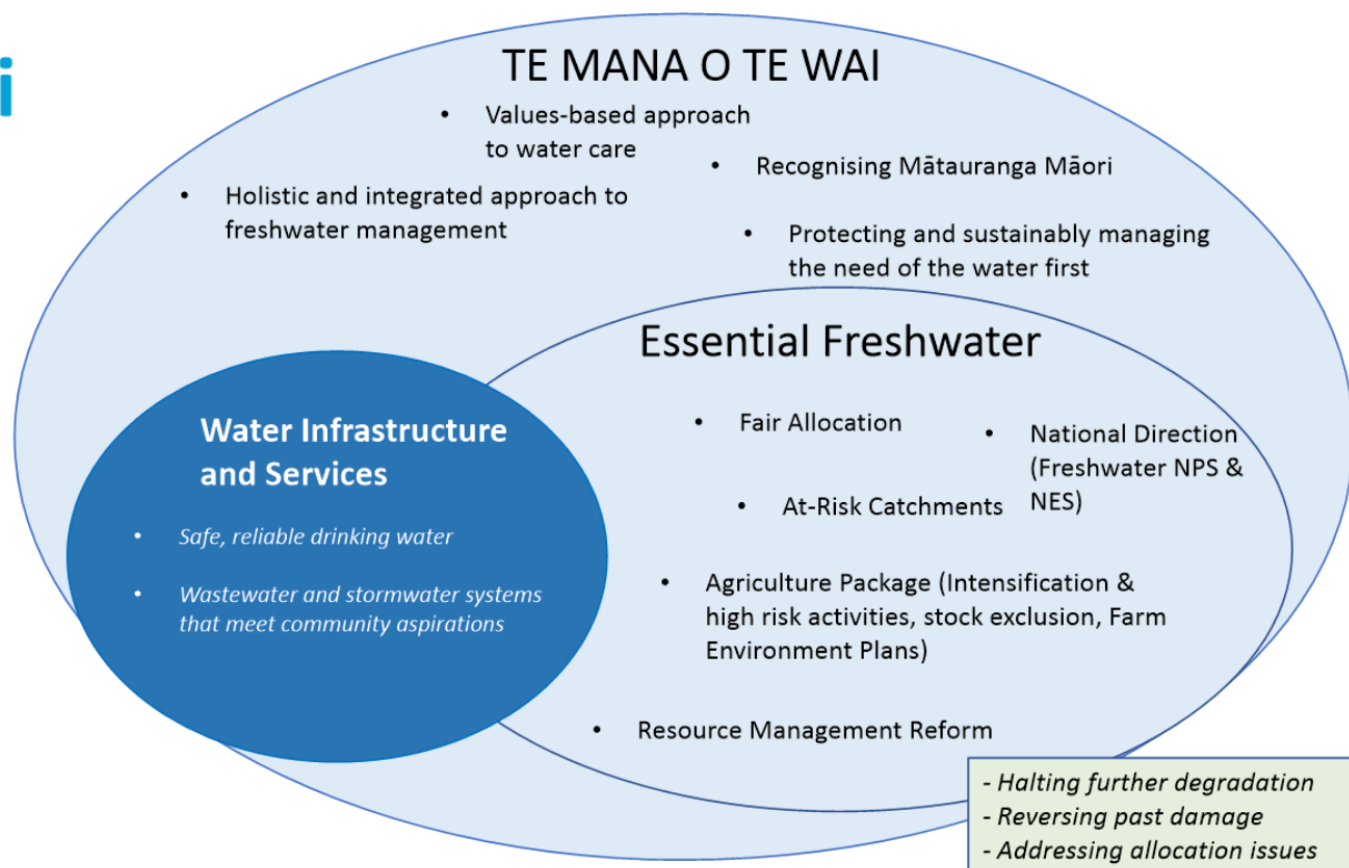 i
TE MANA O TE WAI
• Values-based approach
to water care
• Recognising Mātauranga Māori
• Holistic and integrated approach to
freshwater management
• Protecting and sustainably managing
the need of the water first
Essential Freshwater
• Fair Allocation
• National Direction
(Freshwater NPS &
NES)
• At-Risk Catchments
• Agriculture Package (Intensification &
high risk activities, stock exclusion, Farm
Environment Plans)
• Resource Management Reform
Water Infrastructure
and Services
• Safe, reliable drinking water
• Wastewater and stormwater systems
that meet community aspirations
- Halting further degradation
- Reversing past damage
- Addressing allocation issues